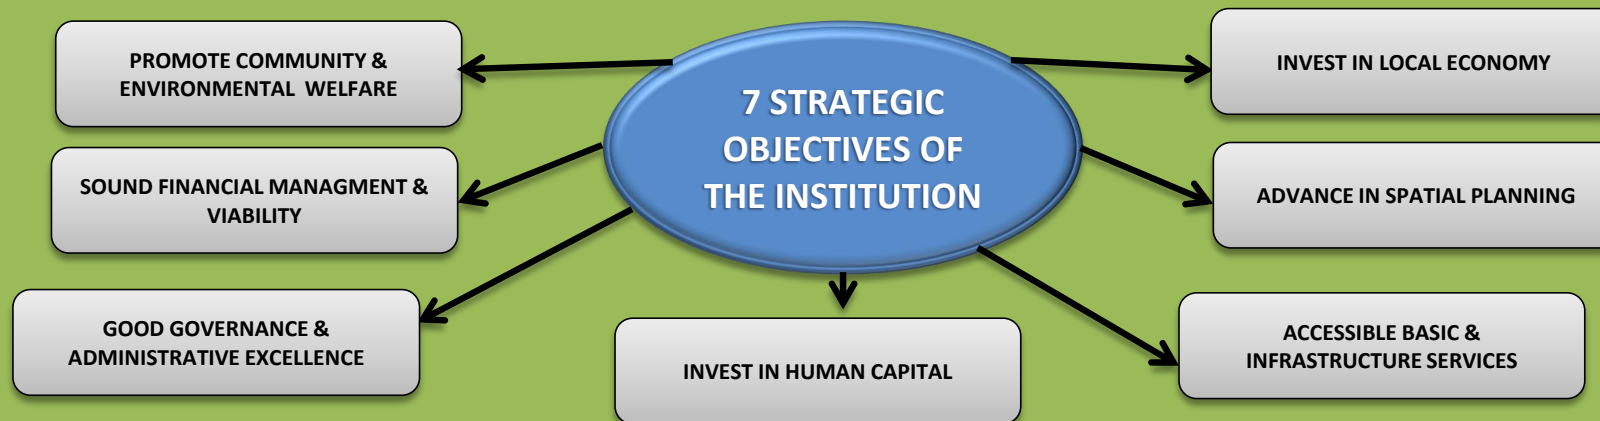 PROMOTE COMMUNITY &
ENVIRONMENTAL WELFARE
SOUND FINANCIAL MANAGMENT &
VIABILITY
GOOD GOVERNANCE &
ADMINISTRATIVE EXCELLENCE
7 STRATEGIC
OBJECTIVES OF
THE INSTITUTION
INVEST IN HUMAN CAPITAL
INVEST IN LOCAL ECONOMY
ADVANCE IN SPATIAL PLANNING
ACCESSIBLE BASIC &
INFRASTRUCTURE SERVICES